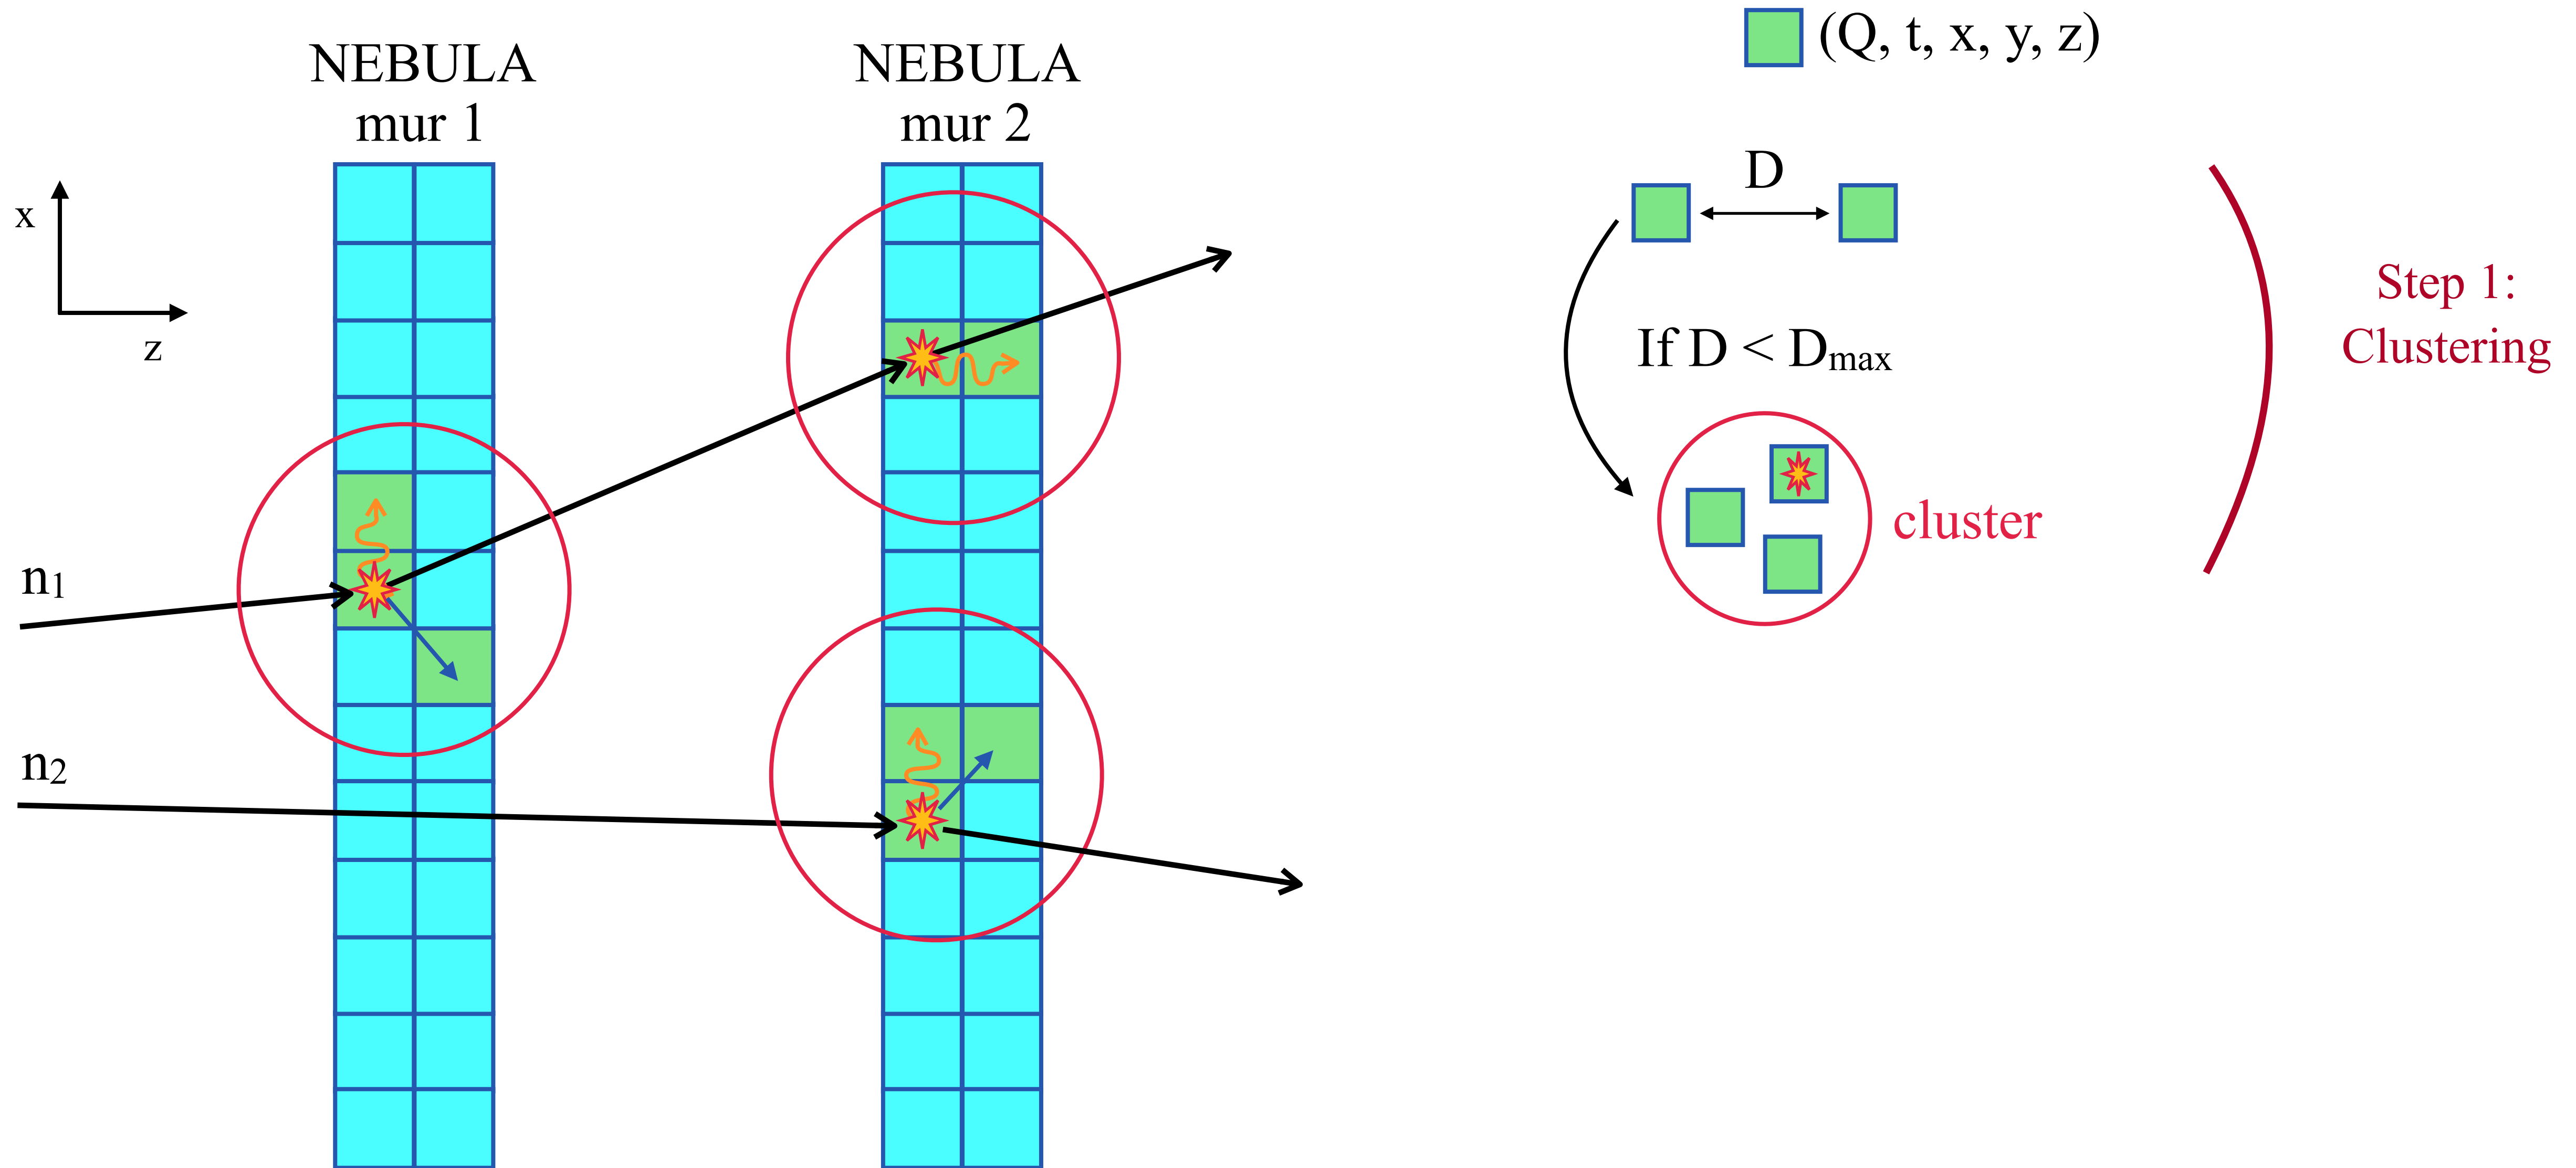 NEBULA
mur 1
NEBULA
mur 2
x
z
n₁
n₂
(Q, t, x, y, z)
D
If D < Dₘₐₓ
cluster
Step 1:
Clustering